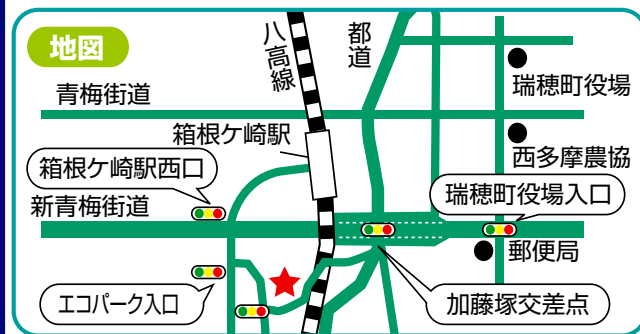 地図
八高線
都道
瑞穂町役場
青梅街道
箱根ケ崎駅
西多摩農協
箱根ケ崎駅西口
瑞穂町役場入口
新青梅街道
郵便局
エコパーク入口
加藤塚交差点